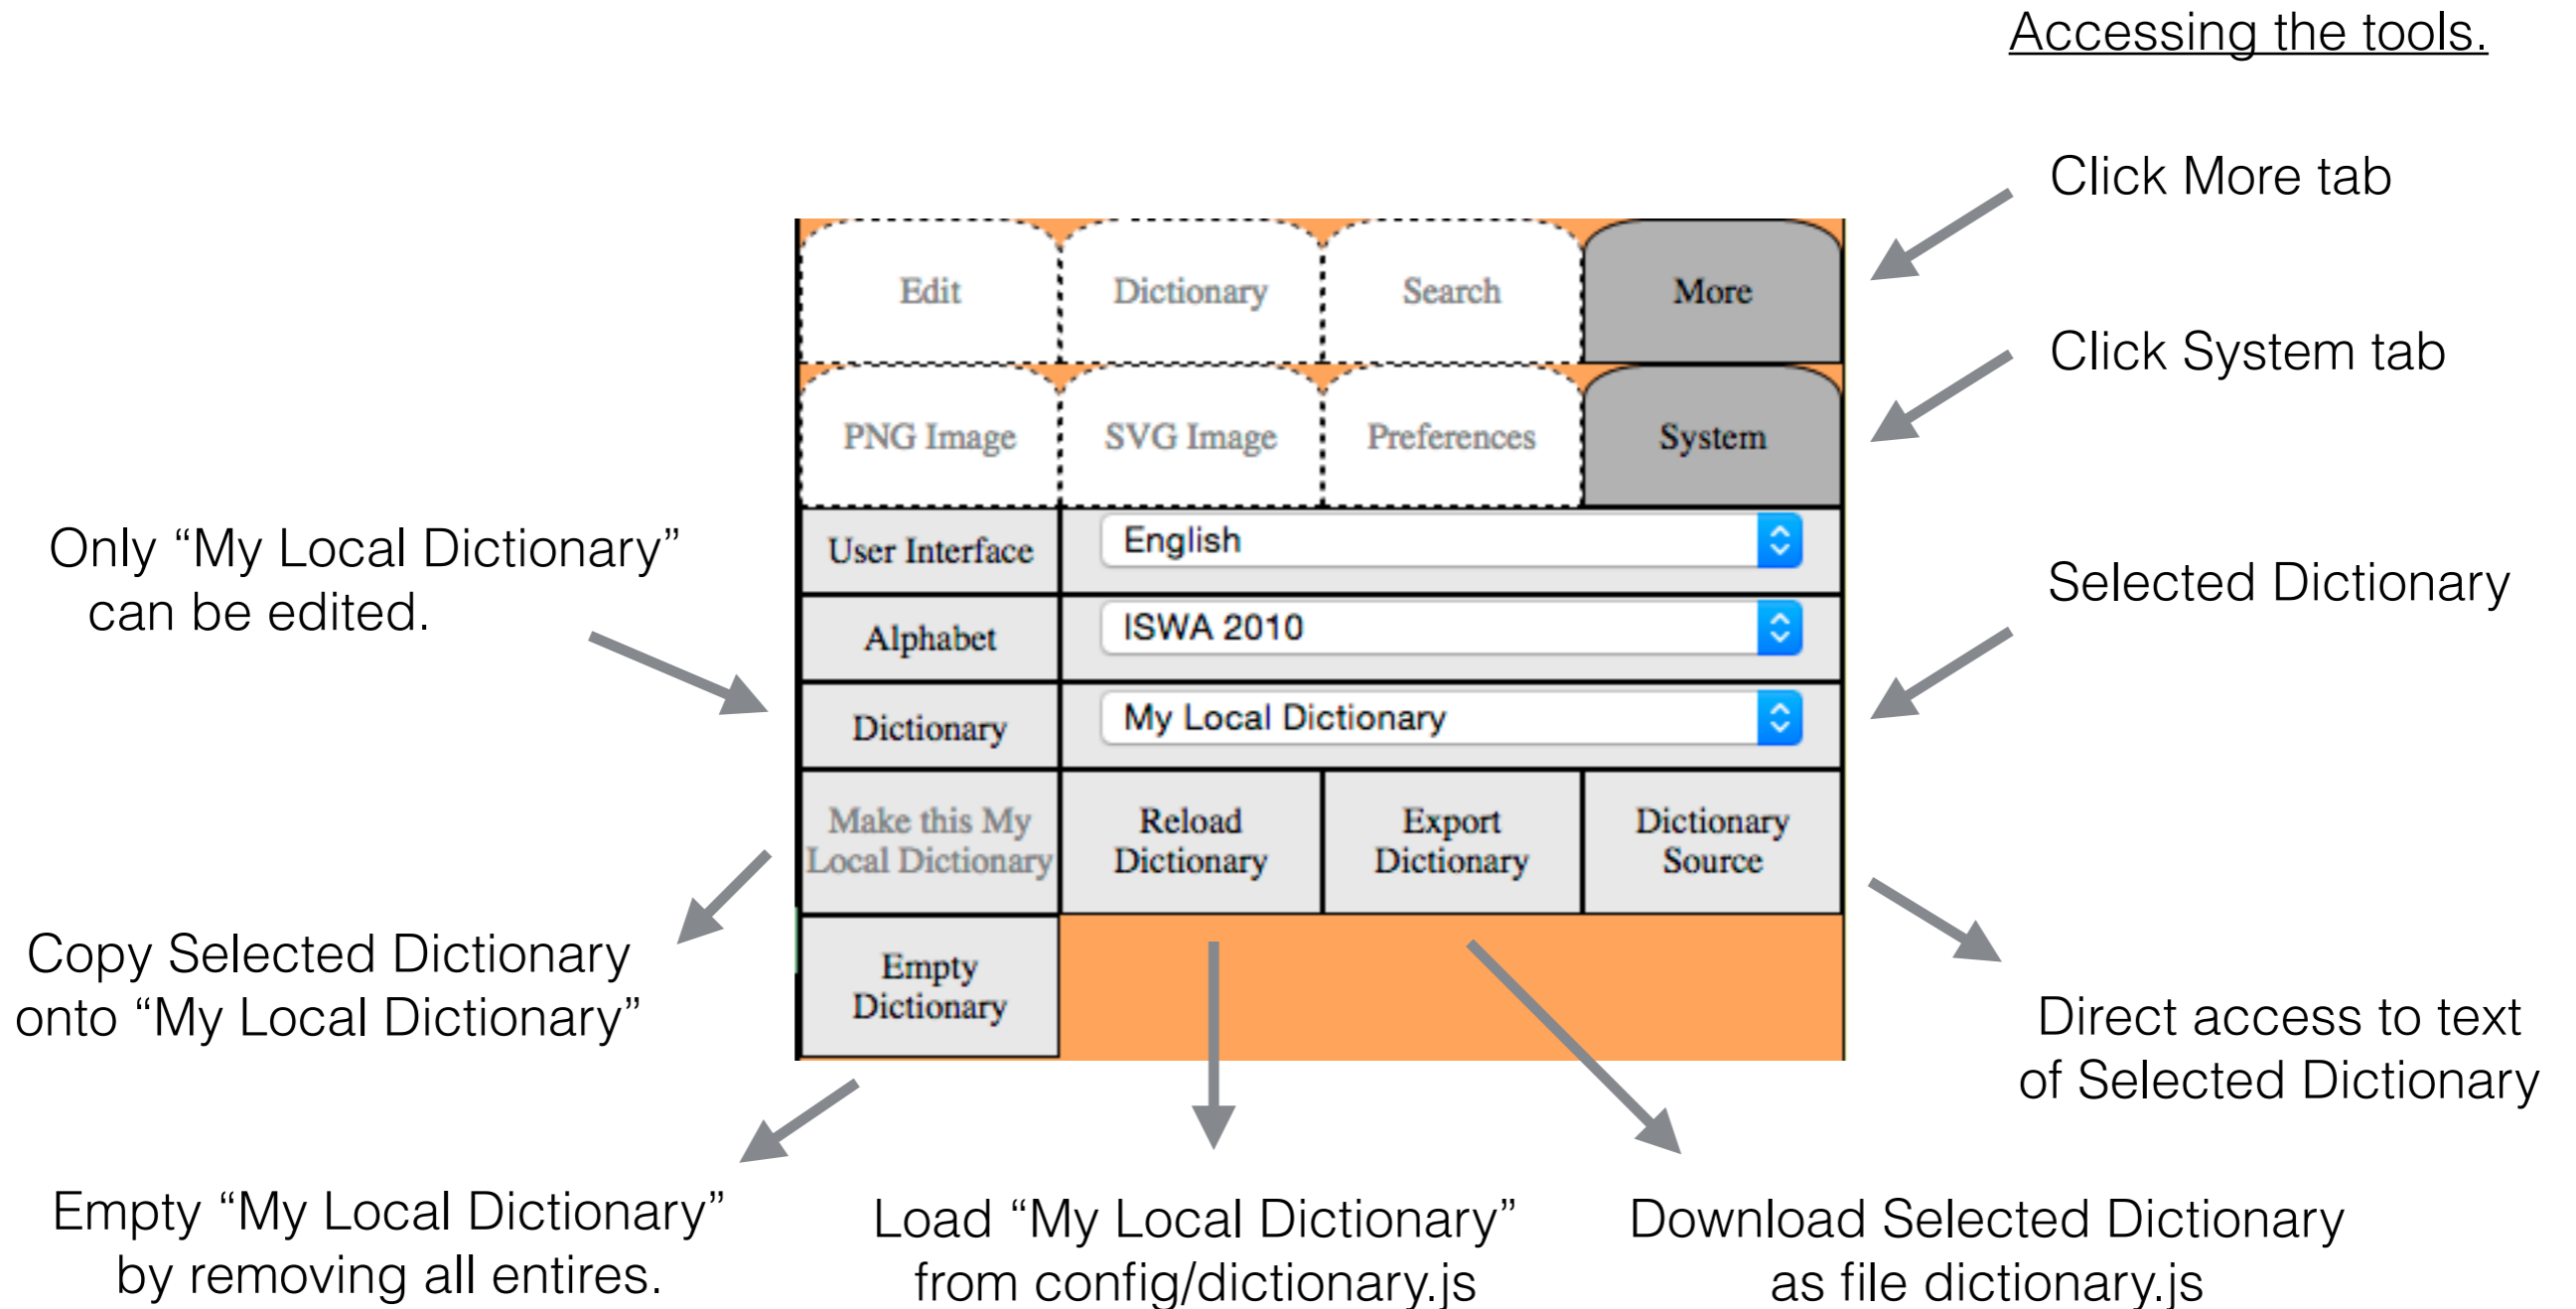 Accessing the tools.
Click More tab
Edit Dictionary Search More
Click System tab
PNG Image SVG Image Preferences System
Only “My Local Dictionary”
can be edited.
User Interface English
Alphabet ISWA 2010
Selected Dictionary
Dictionary My Local Dictionary
Make this My
Local Dictionary
Reload
Dictionary
Export
Dictionary
Dictionary
Source
Copy Selected Dictionary
onto “My Local Dictionary”
Empty
Dictionary
Direct access to text
of Selected Dictionary
Empty “My Local Dictionary”
by removing all entires.
Load “My Local Dictionary”
from config/dictionary.js
Download Selected Dictionary
as file dictionary.js